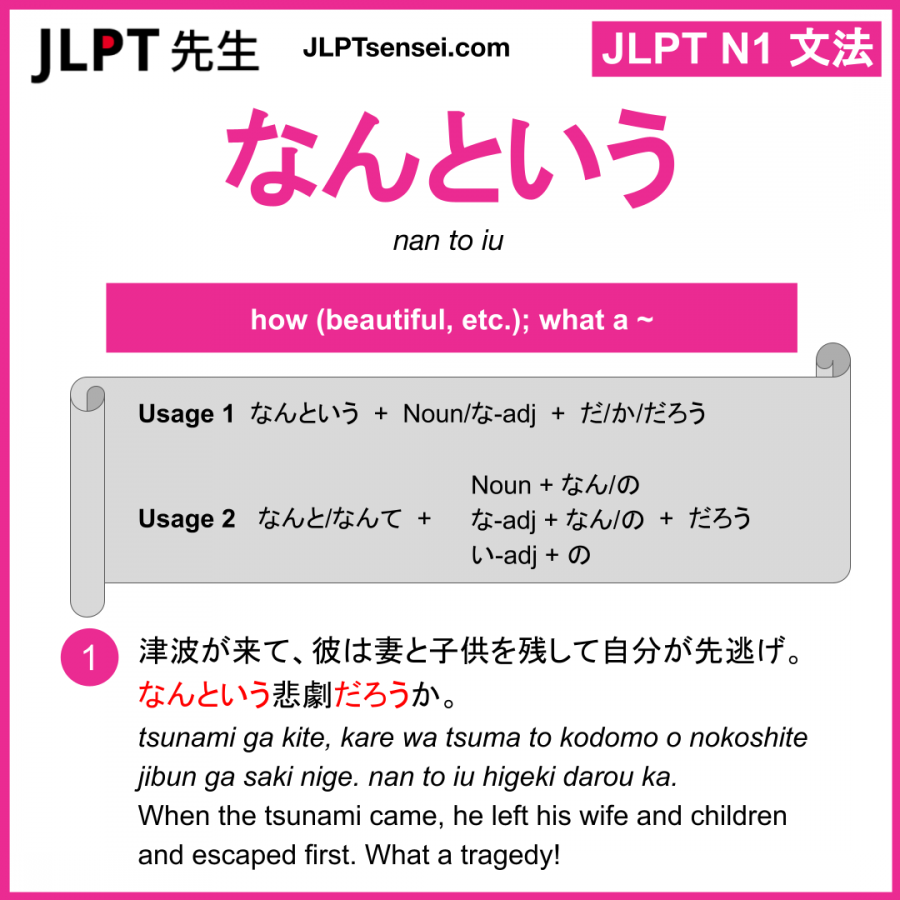 JLPT 先生
JLPTsensei.com
JLPT N1 文法
なんという
nan to iu
how (beautiful, etc.); what a ~
Usage 1 なんという + Noun/な-adj + だ/か/だろう
Noun + なん/の
Usage 2 なんと/なんて + な-adj + なん/の + だろう
い-adj + の
1 津波が来て、彼は妻と子供を残して自分が先逃げ。
なんという悲劇だろうか。
tsunami ga kite, kare wa tsuma to kodomo o nokoshite
jibun ga saki nige. nan to iu higeki darou ka.
When the tsunami came, he left his wife and children
and escaped first. What a tragedy!